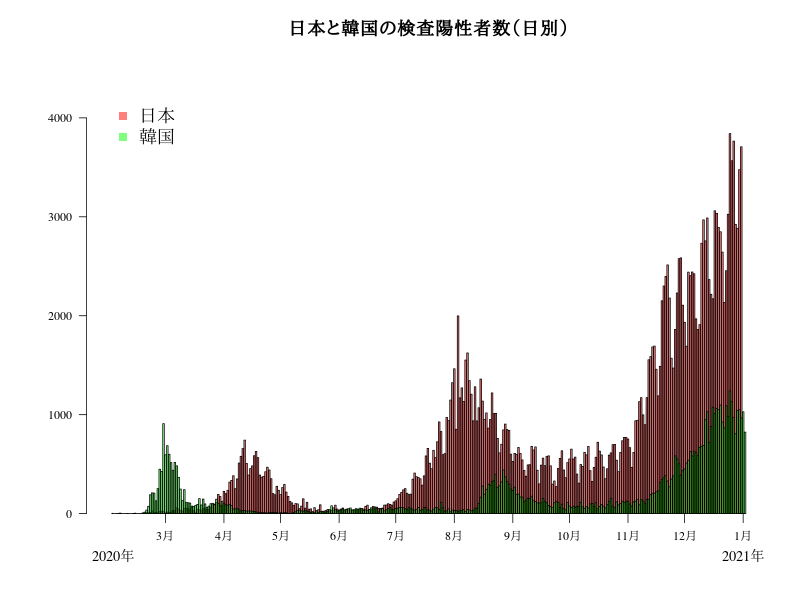 日本と韓国の検査陽性者数（日別）
日本
韓国
4000
3000
2000
1000
0
3月 4月 5月 6月 7月 8月 9月 10月 11月 12月 1月
2020年 2021年